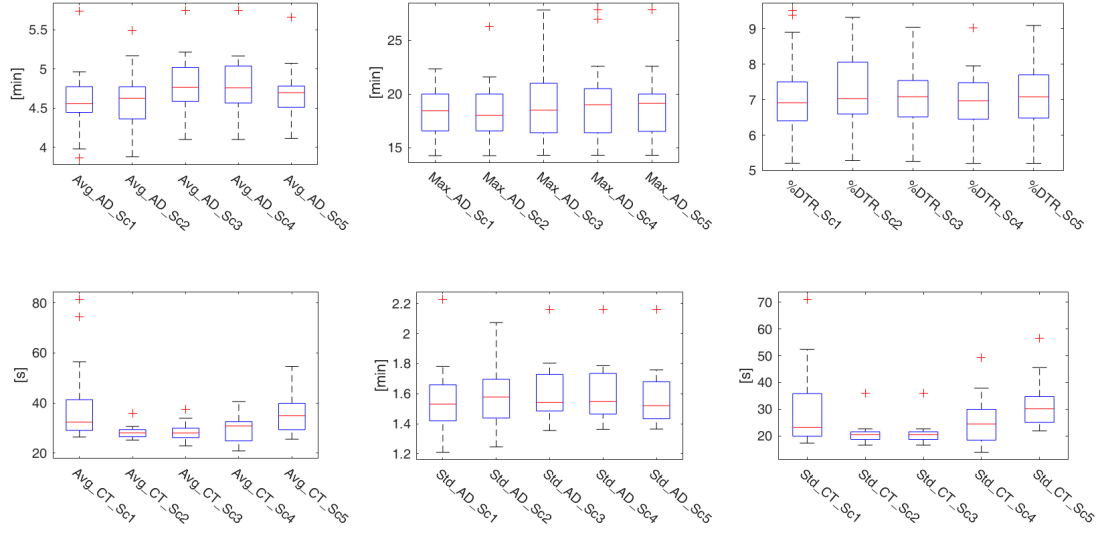 [min]
5.5
5
4.5
4
Avg_AD_Sc1
Avg_AD_Sc2
Avg_AD_Sc3
Avg_AD_Sc4
Avg_AD_Sc5
[min]
25
20
15
Max_AD_Sc1
Max_AD_Sc2
Max_AD_Sc3
Max_AD_Sc4
Max_AD_Sc5
9
8
7
6
5
%DTR_Sc1
%DTR_Sc2
%DTR_Sc3
%DTR_Sc4
%DTR_Sc5
[s]
80
60
40
20
Avg_CT_Sc1
Avg_CT_Sc2
Avg_CT_Sc3
Avg_CT_Sc4
Avg_CT_Sc5
[min]
2.2
2
1.8
1.6
1.4
1.2
Std_AD_Sc1
Std_AD_Sc2
Std_AD_Sc3
Std_AD_Sc4
Std_AD_Sc5
[s]
70
60
50
40
30
20
Std_CT_Sc1
Std_CT_Sc2
Std_CT_Sc3
Std_CT_Sc4
Std_CT_Sc5